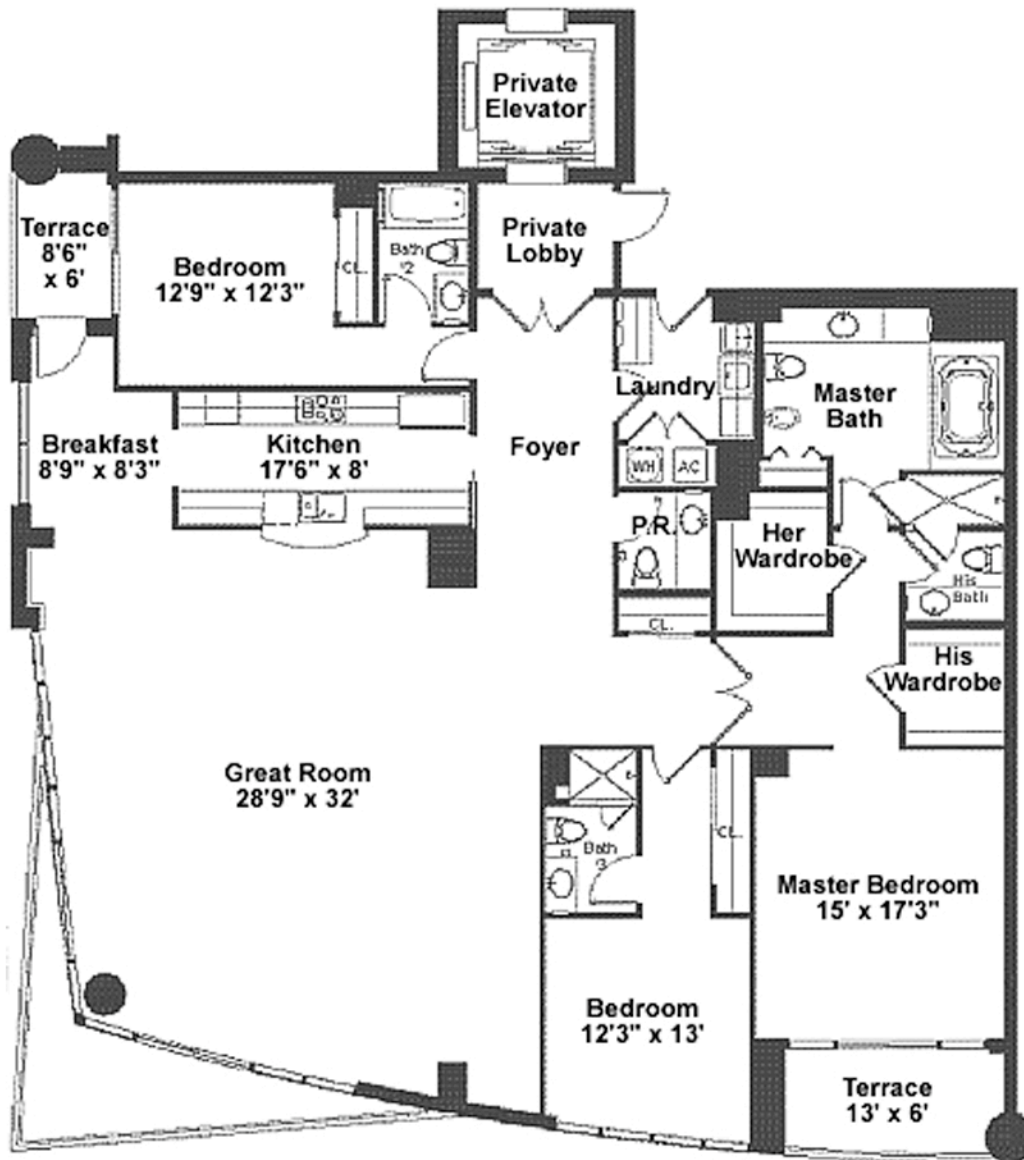 Private
Elevator
Private
Lobby
Terrace
8'6"
x 6'
Bedroom
12'9" x 12'3"
CL.
Bath
'2
Laundry
WH
AC
Master
Bath
Breakfast
8'9" x 8'3"
Kitchen
17'6" x 8'
Foyer
P.R.
Her
Wardrobe
His
Bath
CL.
His
Wardrobe
Great Room
28'9" x 32'
Bath
'3
CL.
Master Bedroom
15' x 17'3"
Bedroom
12'3" x 13'
Terrace
13' x 6'